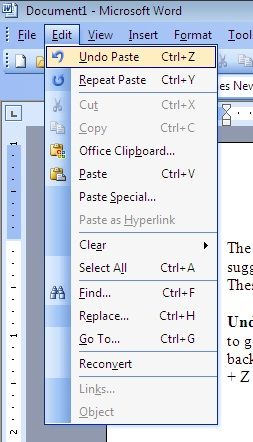 Document1 - Microsoft Word
File Edit View Insert Format Tools
es New
Undo Paste Ctrl+Z
Repeat Paste Ctrl+Y
Cut Ctrl+X
Copy Ctrl+C
Office Clipboard...
Paste Ctrl+V
Paste Special...
Paste as Hyperlink
Clear
Select All Ctrl+A
Find... Ctrl+F
Replace... Ctrl+H
Go To... Ctrl+G
Reconvert
Links...
Object
The
sugg
Thes
Und
to g
back
+ Z